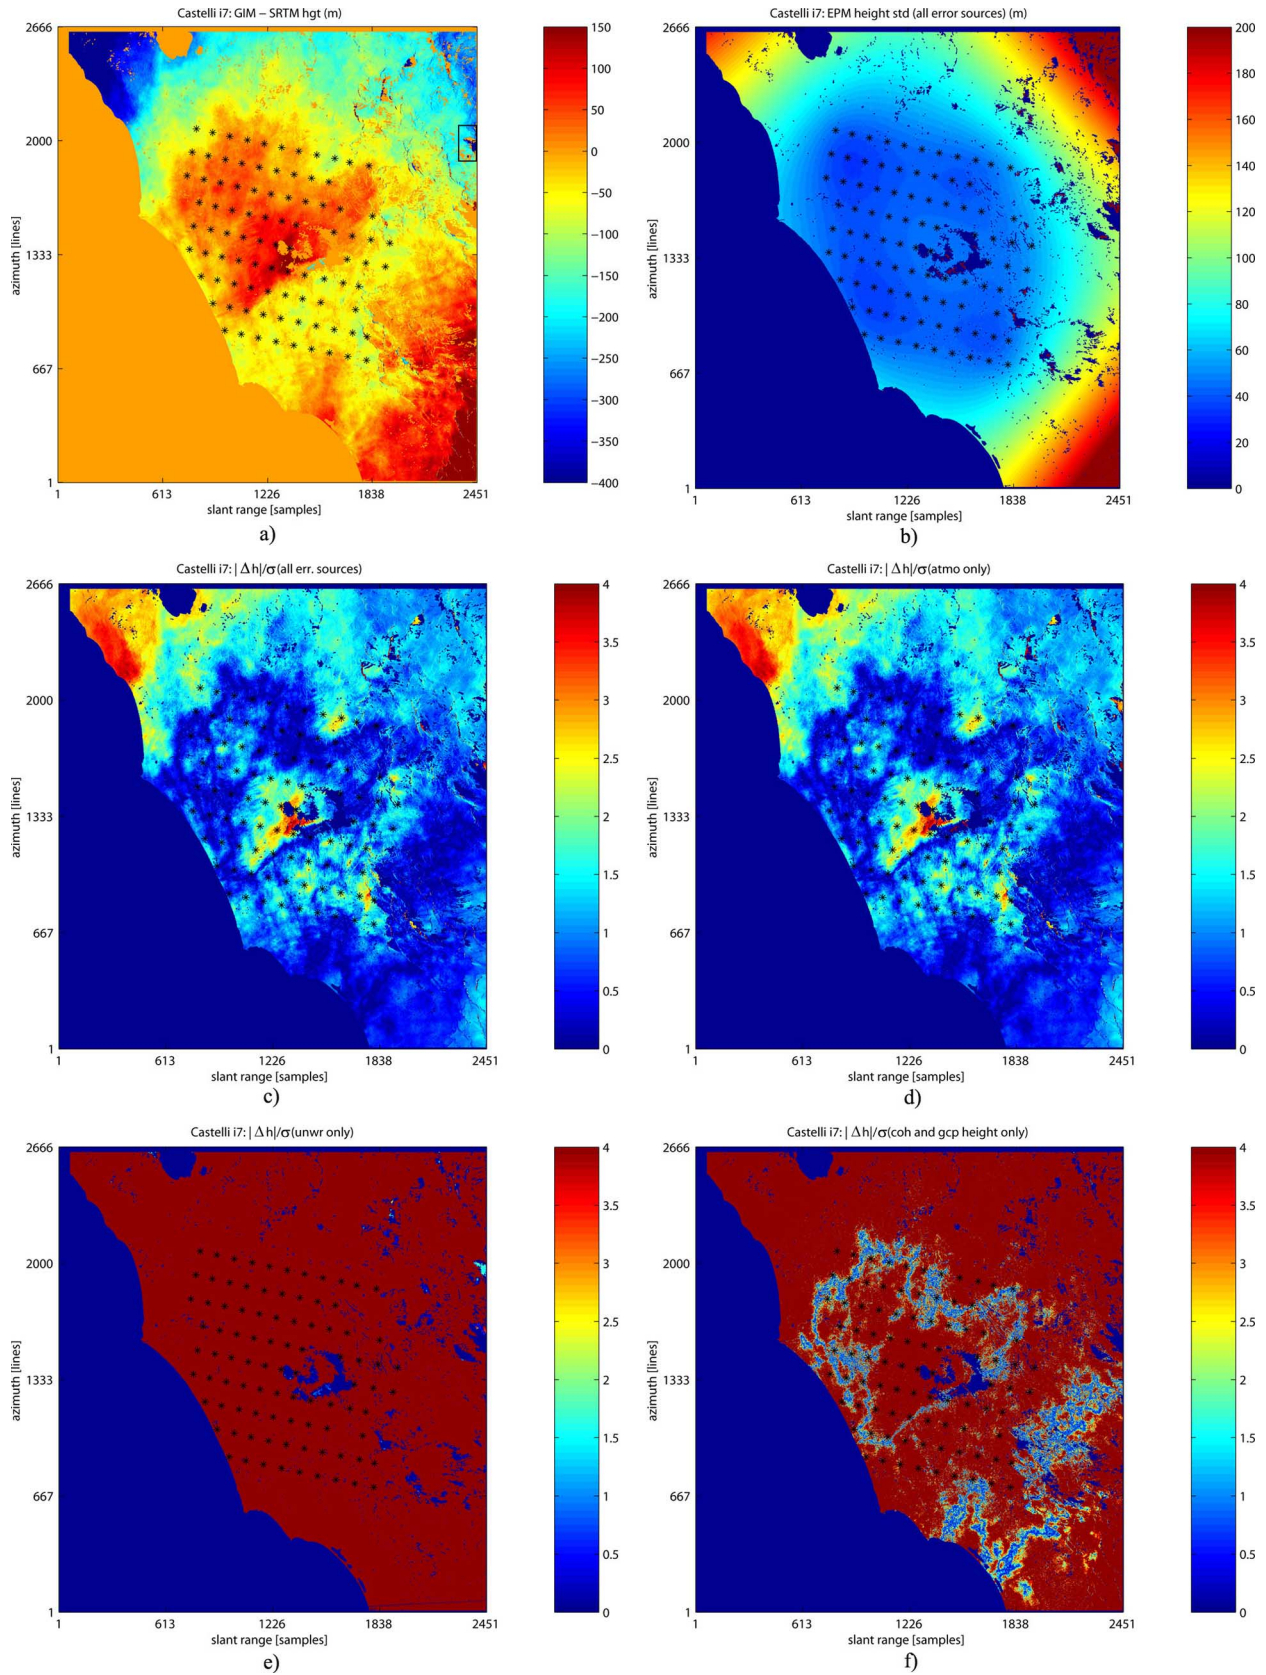 Castelli i7: GIM − SRTM hgt (m)
2666
2000
1333
667
1
azimuth [lines]
1 613 1226 1838 2451
slant range [samples]
150
100
50
0
−50
−100
−150
−200
−250
−300
−350
−400
a)
Castelli i7: EPM height std (all error sources) (m)
2666
2000
1333
667
1
azimuth [lines]
1 613 1226 1838 2451
slant range [samples]
200
180
160
140
120
100
80
60
40
20
0
b)
Castelli i7: | Δ h|/σ(all err. sources)
2666
2000
1333
667
1
azimuth [lines]
1 613 1226 1838 2451
slant range [samples]
4
3.5
3
2.5
2
1.5
1
0.5
0
c)
Castelli i7: | Δ h|/σ(atmo only)
2666
2000
1333
667
1
azimuth [lines]
1 613 1226 1838 2451
slant range [samples]
4
3.5
3
2.5
2
1.5
1
0.5
0
d)
Castelli i7: | Δ h|/σ(unwr only)
2666
2000
1333
667
1
azimuth [lines]
1 613 1226 1838 2451
slant range [samples]
4
3.5
3
2.5
2
1.5
1
0.5
0
e)
Castelli i7: | Δ h|/σ(coh and gcp height only)
2666
2000
1333
667
1
azimuth [lines]
1 613 1226 1838 2451
slant range [samples]
4
3.5
3
2.5
2
1.5
1
0.5
0
f)